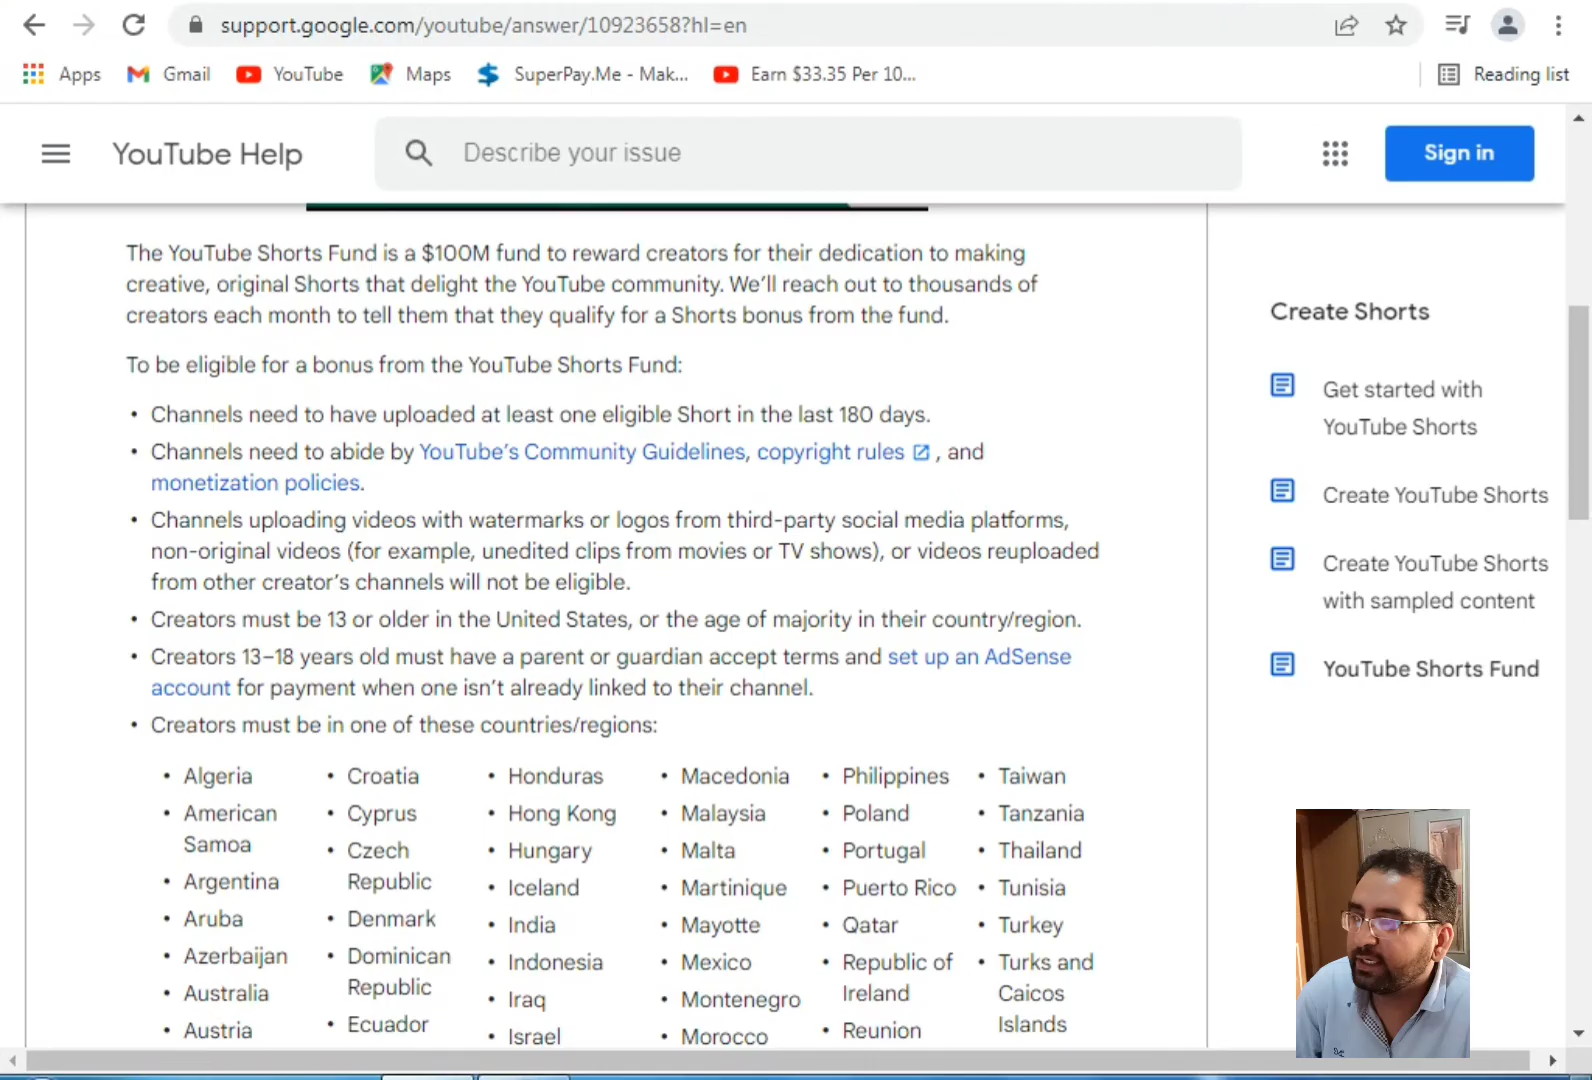 support.google.com/youtube/answer/10923658?hl=en
Apps Gmail YouTube Maps SuperPay.Me - Mak... Earn $33.35 Per 10... Reading list
YouTube Help Describe your issue Sign in
The YouTube Shorts Fund is a $100M fund to reward creators for their dedication to making
creative, original Shorts that delight the YouTube community. We'll reach out to thousands of
creators each month to tell them that they qualify for a Shorts bonus from the fund.
To be eligible for a bonus from the YouTube Shorts Fund:
• Channels need to have uploaded at least one eligible Short in the last 180 days.
• Channels need to abide by YouTube's Community Guidelines, copyright rules , and
monetization policies.
• Channels uploading videos with watermarks or logos from third-party social media platforms,
non-original videos (for example, unedited clips from movies or TV shows), or videos reuploaded
from other creator's channels will not be eligible.
• Creators must be 13 or older in the United States, or the age of majority in their country/region.
• Creators 13–18 years old must have a parent or guardian accept terms and set up an AdSense
account for payment when one isn't already linked to their channel.
• Creators must be in one of these countries/regions:
• Algeria
• American
Samoa
• Argentina
• Aruba
• Azerbaijan
• Australia
• Austria
• Croatia
• Cyprus
• Czech
Republic
• Denmark
• Dominican
Republic
• Ecuador
• Honduras
• Hong Kong
• Hungary
• Iceland
• India
• Indonesia
• Iraq
• Israel
• Macedonia
• Malaysia
• Malta
• Martinique
• Mayotte
• Mexico
• Montenegro
• Morocco
• Philippines
• Poland
• Portugal
• Puerto Rico
• Qatar
• Republic of
Ireland
• Reunion
• Taiwan
• Tanzania
• Thailand
• Tunisia
• Turkey
• Turks and
Caicos
Islands
Create Shorts
Get started with
YouTube Shorts
Create YouTube Shorts
Create YouTube Shorts
with sampled content
YouTube Shorts Fund